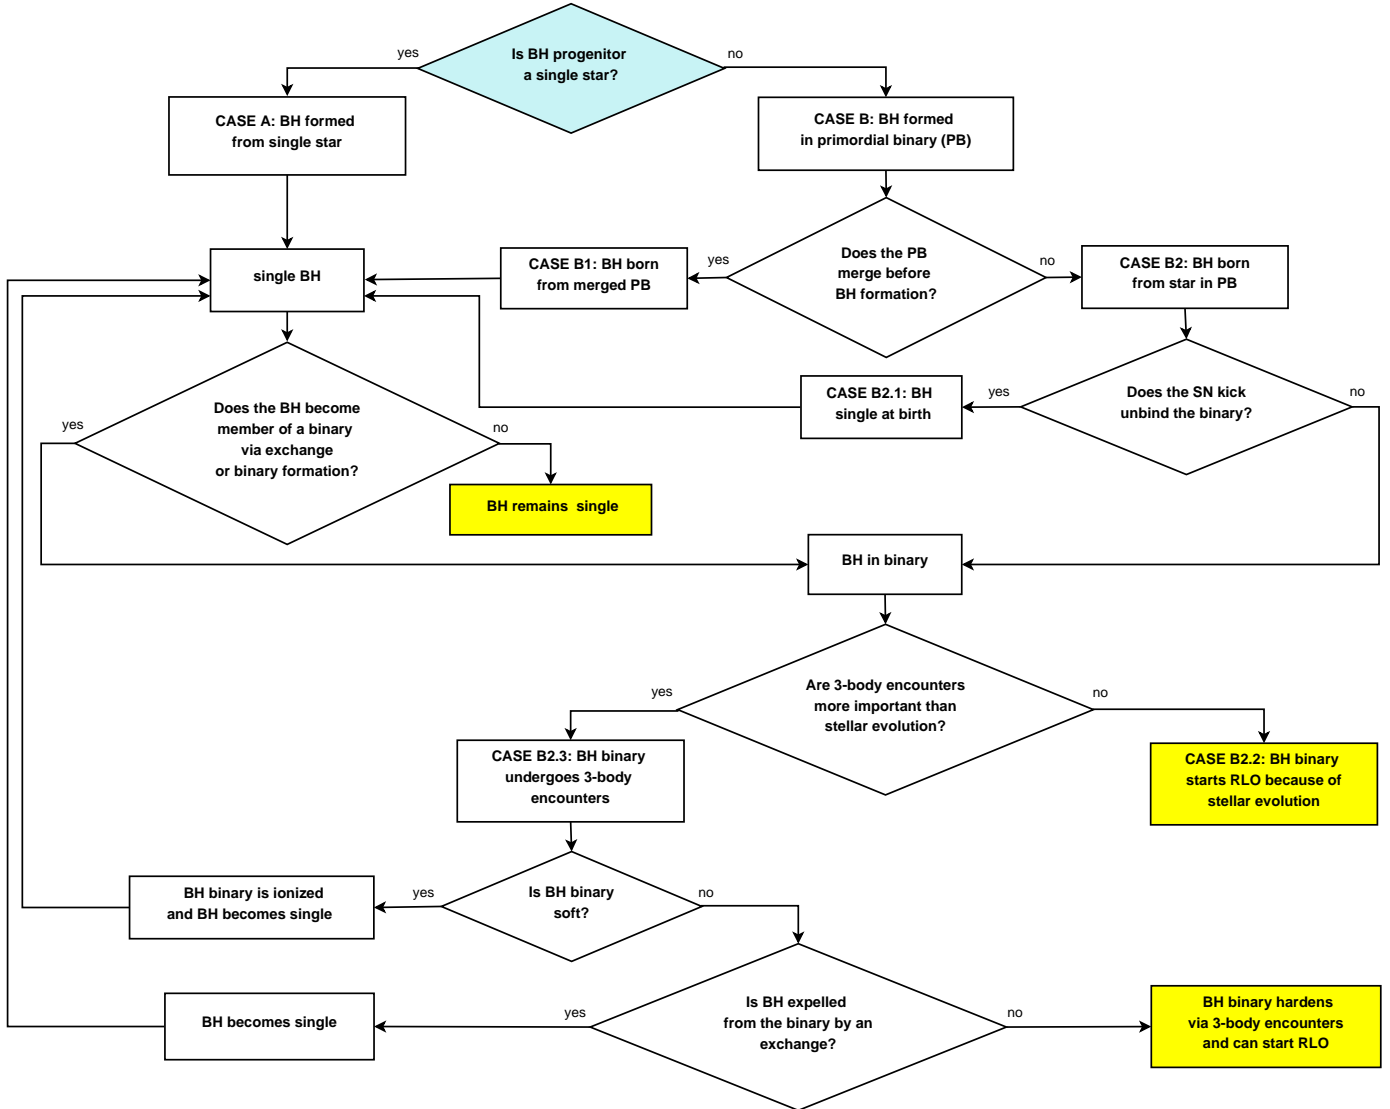 Is BH progenitor
a single star?
yes
no
CASE A: BH formed
from single star
CASE B: BH formed
in primordial binary (PB)
single BH
CASE B1: BH born
from merged PB
yes
Does the PB
merge before
BH formation?
no
CASE B2: BH born
from star in PB
CASE B2.1: BH
single at birth
yes
Does the SN kick
unbind the binary?
no
yes
Does the BH become
member of a binary
via exchange
or binary formation?
no
BH remains single
BH in binary
yes
Are 3-body encounters
more important than
stellar evolution?
no
CASE B2.3: BH binary
undergoes 3-body
encounters
CASE B2.2: BH binary
starts RLO because of
stellar evolution
BH binary is ionized
and BH becomes single
yes
Is BH binary
soft?
no
BH becomes single
yes
Is BH expelled
from the binary by an
exchange?
no
BH binary hardens
via 3-body encounters
and can start RLO